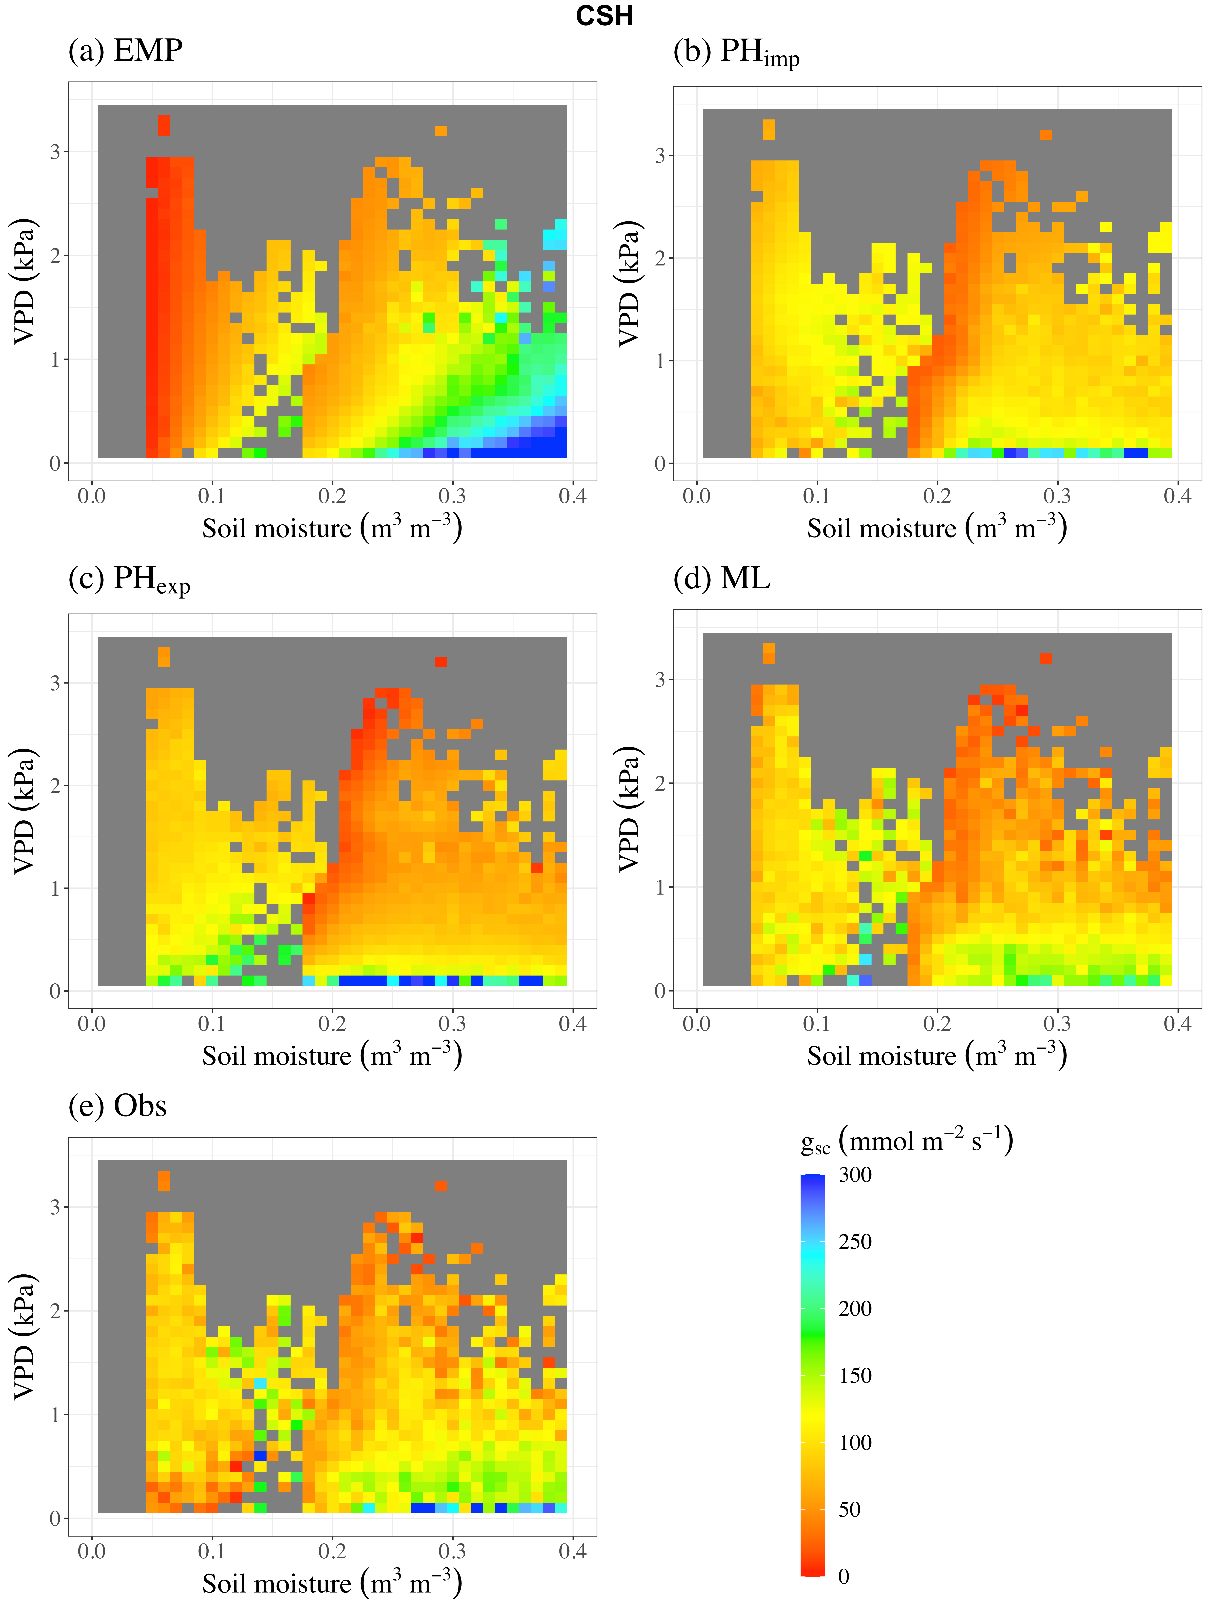 CSH
(a) EMP
(b) PHimp
VPD (kPa)
3
2
1
0
0.0 0.1 0.2 0.3 0.4
Soil moisture (m³ m⁻³)
VPD (kPa)
3
2
1
0
0.0 0.1 0.2 0.3 0.4
Soil moisture (m³ m⁻³)
(c) PHexp
(d) ML
VPD (kPa)
3
2
1
0
0.0 0.1 0.2 0.3 0.4
Soil moisture (m³ m⁻³)
VPD (kPa)
3
2
1
0
0.0 0.1 0.2 0.3 0.4
Soil moisture (m³ m⁻³)
(e) Obs
VPD (kPa)
3
2
1
0
0.0 0.1 0.2 0.3 0.4
Soil moisture (m³ m⁻³)
gsc (mmol m⁻² s⁻¹)
300
250
200
150
100
50
0